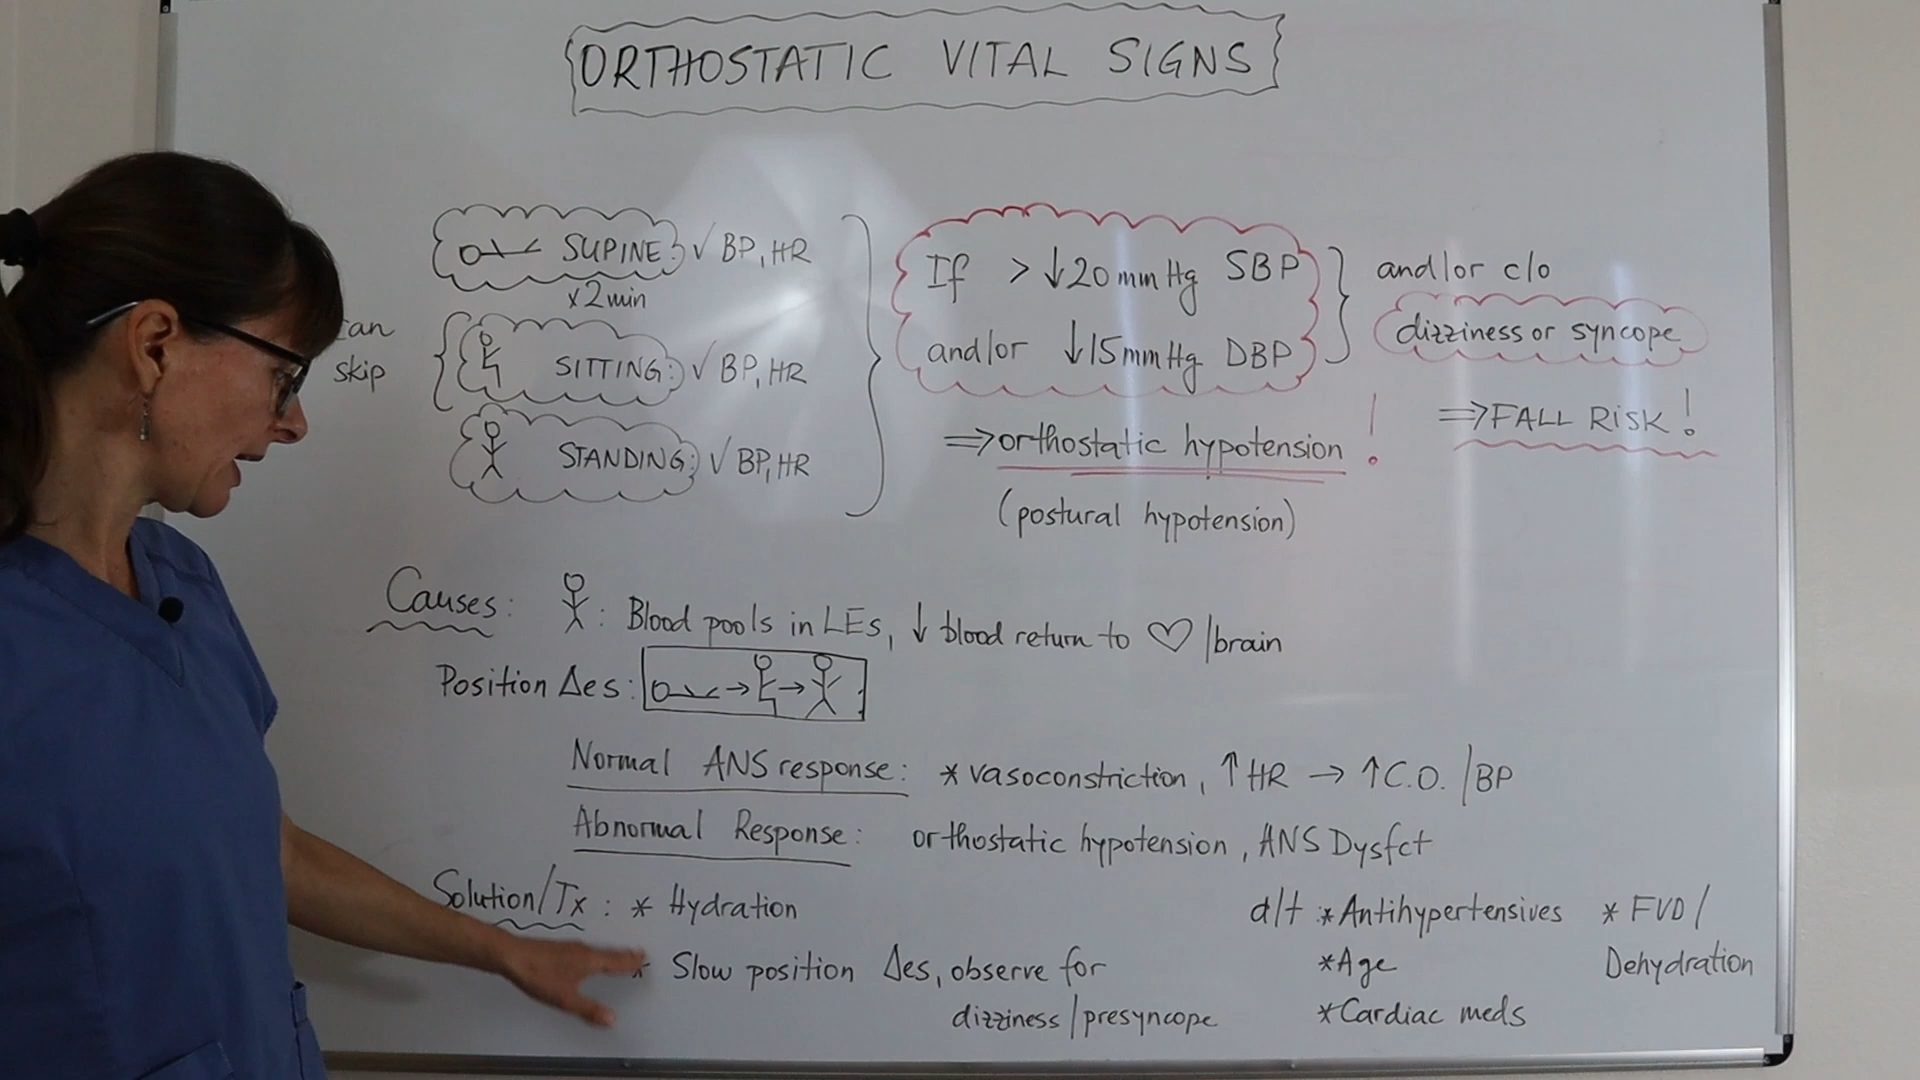 ORTHOSTATIC VITAL SIGNS
SUPINE: √ BP, HR
x2min
can skip
SITTING: √ BP, HR
STANDING: √ BP, HR
If > ↓20 mmHg SBP
and/or ↓15mmHg DBP
and/or c/o
dizziness or syncope
⇒ FALL RISK!
⇒ orthostatic hypotension!
(postural hypotension)
Causes: : Blood pools in LEs, ↓ blood return to ♡/brain
Position Δes:
Normal ANS response: * vasoconstriction, ↑HR → ↑C.O./BP
Abnormal Response: orthostatic hypotension, ANS Dysfct
Solution/Tx: * Hydration
* Slow position Δes, observe for
dizziness/presyncope
d/t * Antihypertensives
* Age
* Cardiac meds
* FVD/
Dehydration